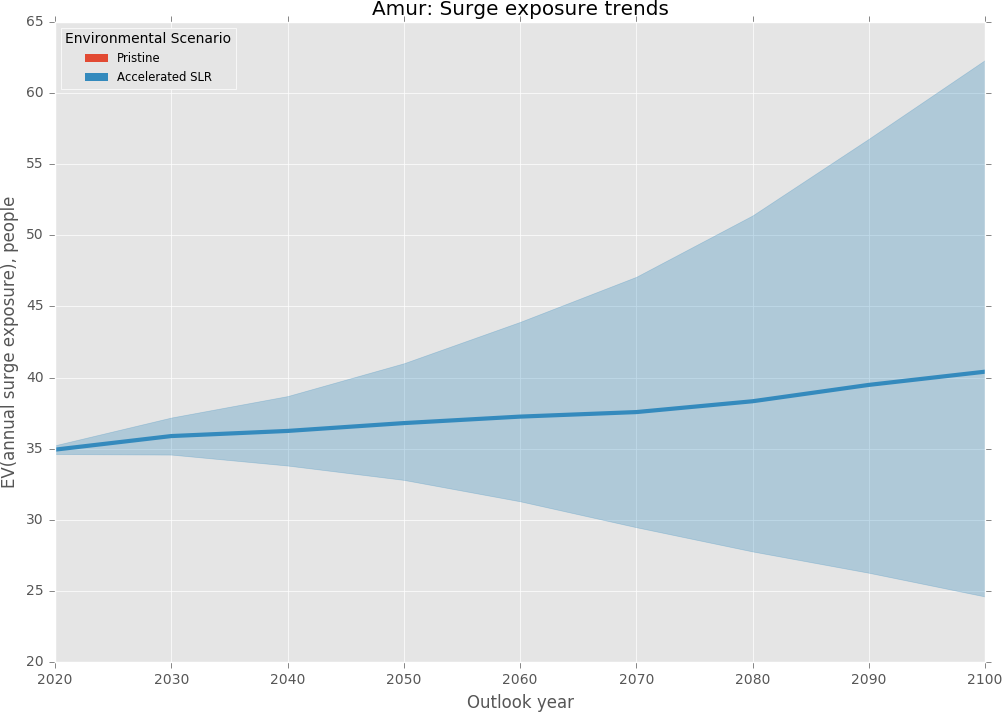 Amur: Surge exposure trends
Environmental Scenario
Pristine
Accelerated SLR
EV(annual surge exposure), people
65
60
55
50
45
40
35
30
25
20
2020 2030 2040 2050 2060 2070 2080 2090 2100
Outlook year